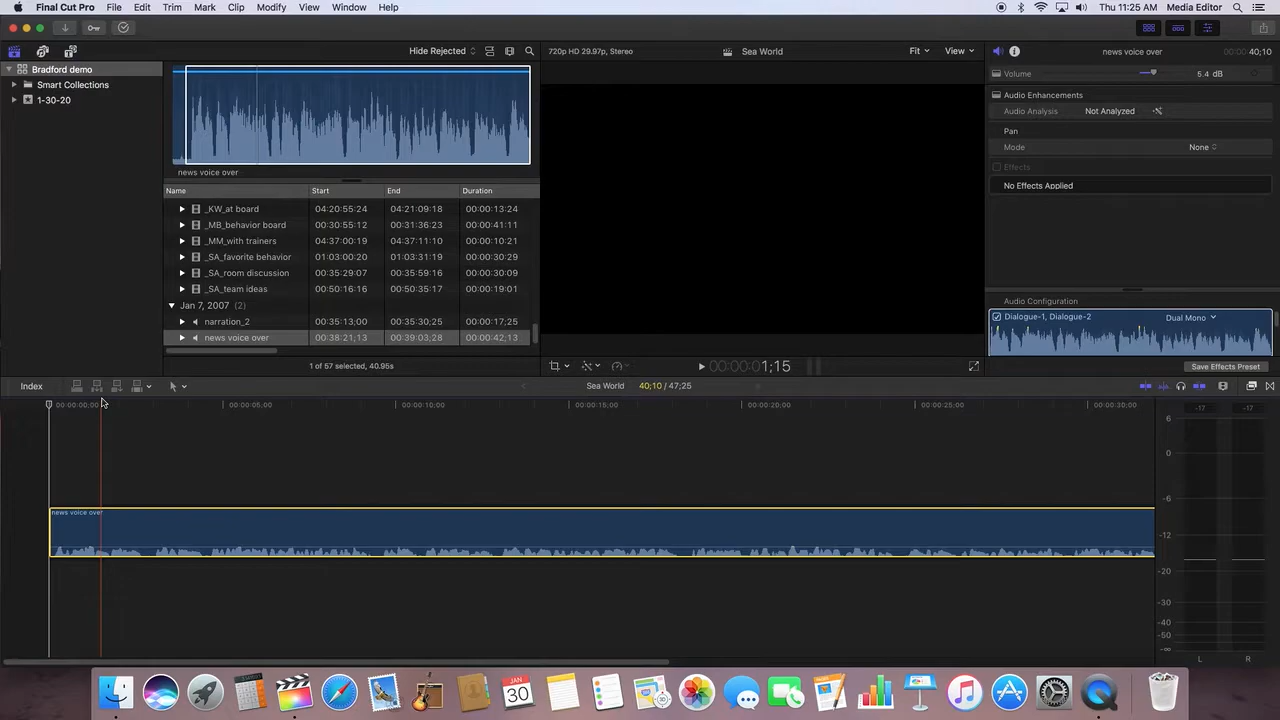 Final Cut Pro File Edit Trim Mark Clip Modify View Window Help
Thu 11:25 AM Media Editor
Bradford demo
Smart Collections
1-30-20
Hide Rejected
news voice over
Name Start End Duration
_KW_at board 04:20:55:24 04:21:09:18 00:00:13:24
_MB_behavior board 00:30:55:12 00:31:36:23 00:00:41:11
_MM_with trainers 04:37:00:19 04:37:11:10 00:00:10:21
_SA_favorite behavior 01:03:00:20 01:03:31:19 00:00:30:29
_SA_room discussion 00:35:29:07 00:35:59:16 00:00:30:09
_SA_team ideas 00:50:16:16 00:50:35:17 00:00:19:01
Jan 7, 2007 (2)
narration_2 00:35:13;00 00:35:30;25 00:00:17;25
news voice over 00:38:21;13 00:39:03;28 00:00:42;13
1 of 57 selected, 40.95s
720p HD 29.97p, Stereo
Sea World
Fit View
00:00:00:01;15
news voice over 00:00:40;10
Volume 5.4 dB
Audio Enhancements
Audio Analysis Not Analyzed
Pan
Mode None
Effects
No Effects Applied
Audio Configuration
Dialogue-1, Dialogue-2 Dual Mono
Save Effects Preset
Index
Sea World 40;10 / 47;25
00:00:00;00 00:00:05;00 00:00:10;00 00:00:15;00 00:00:20;00 00:00:25;00 00:00:30;00
news voice over
-17 -17
6
0
-6
-12
-20
-30
-40
-50
-∞
L R
JAN
30